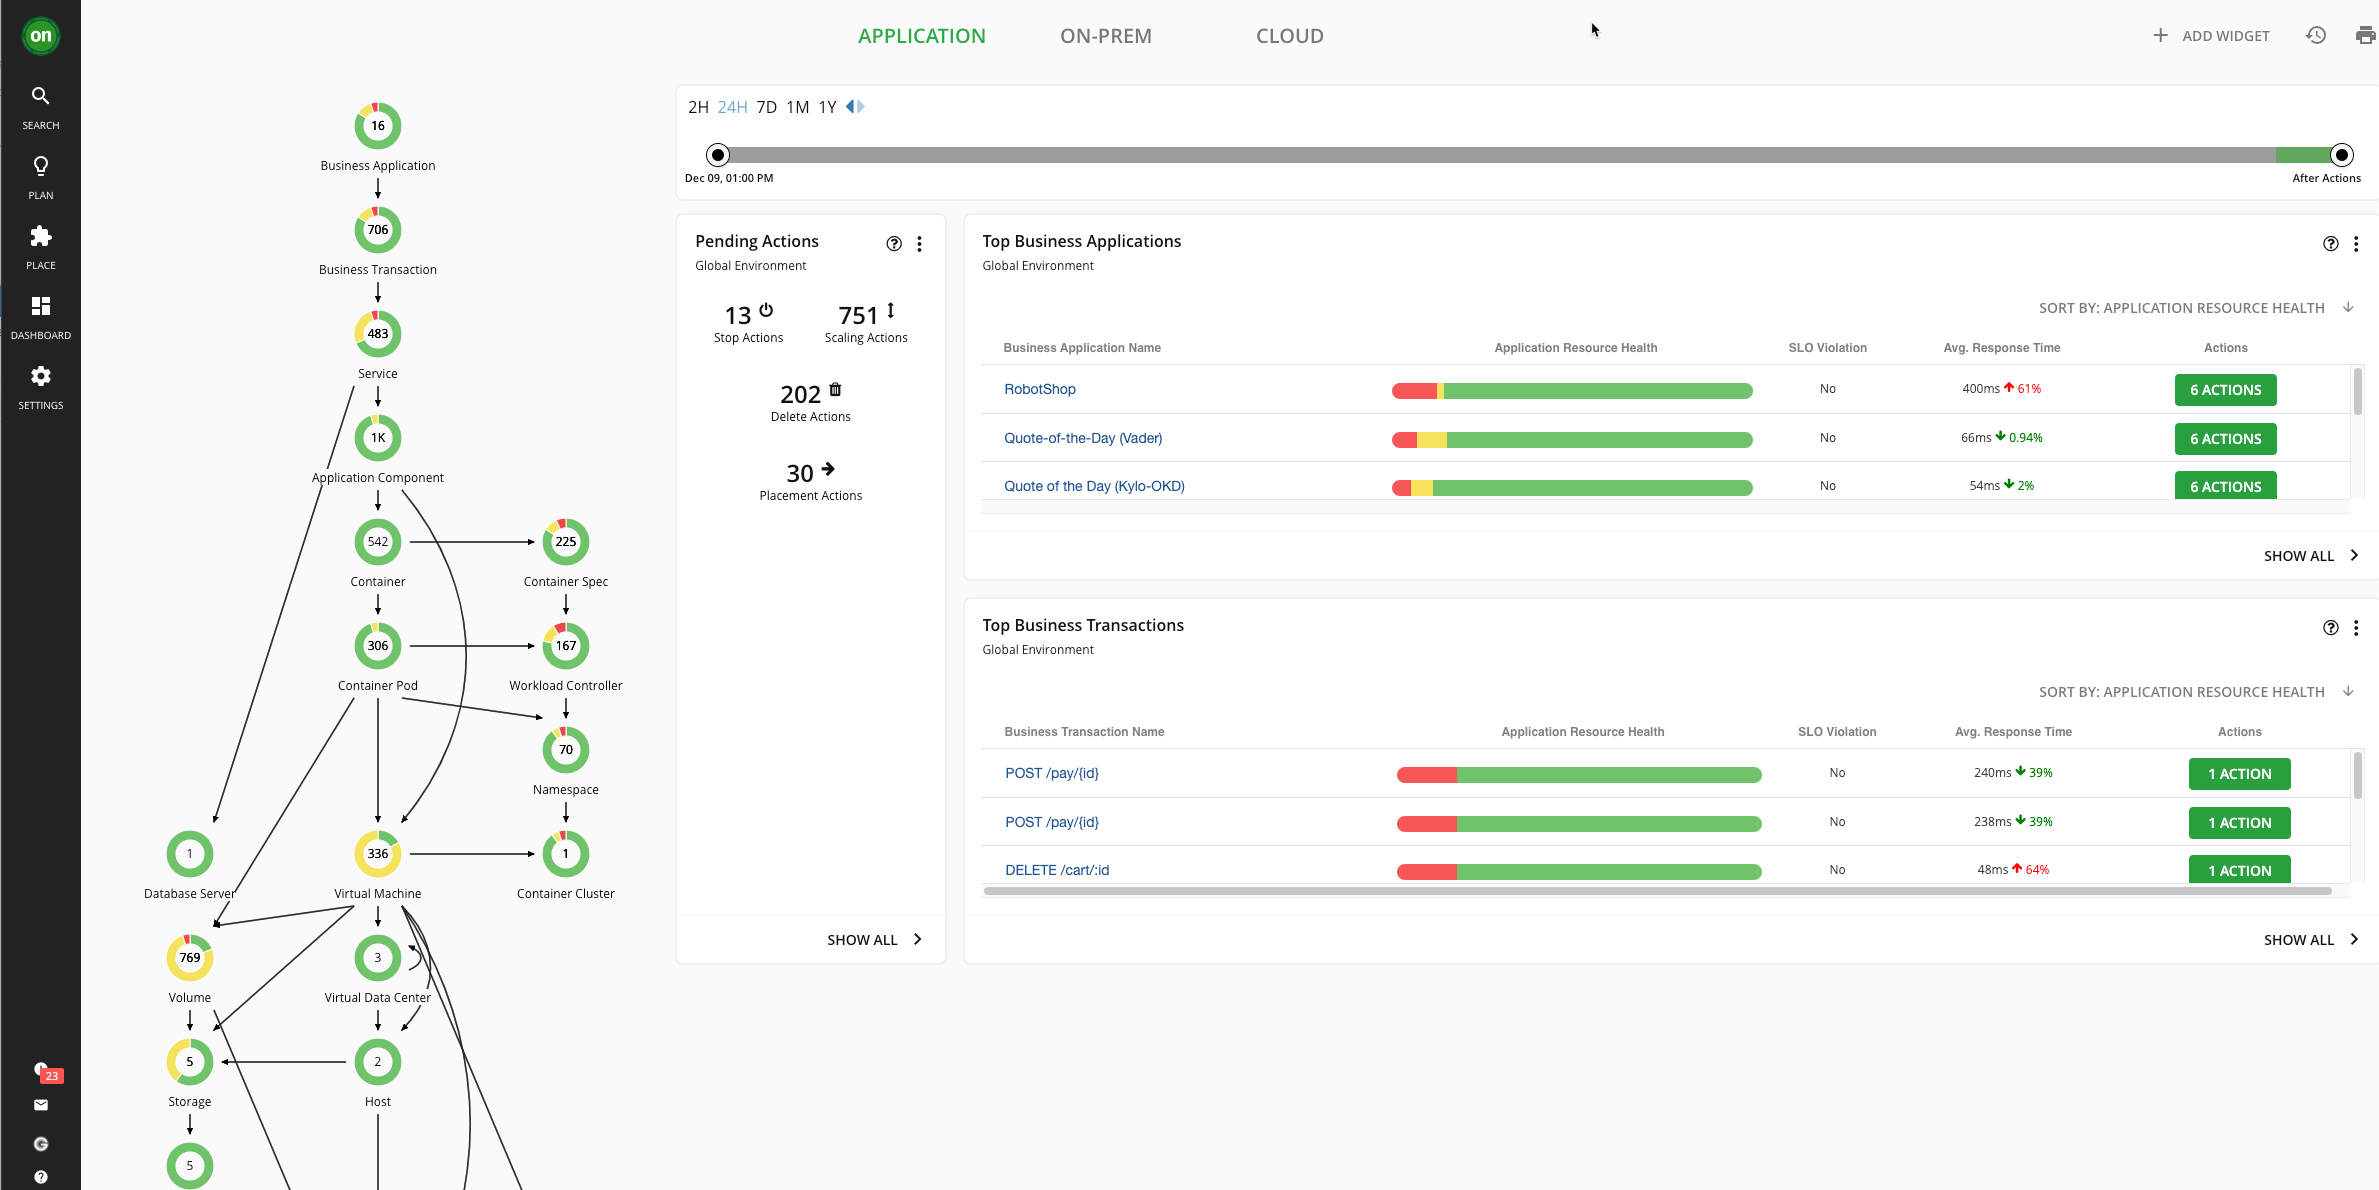 on
SEARCH
PLAN
PLACE
DASHBOARD
SETTINGS
23
APPLICATION
ON-PREM
CLOUD
ADD WIDGET
16
Business Application
706
Business Transaction
483
Service
1K
Application Component
542
Container
225
Container Spec
306
Container Pod
167
Workload Controller
70
Namespace
1
Database Server
336
Virtual Machine
1
Container Cluster
769
Volume
3
Virtual Data Center
5
Storage
2
Host
5
2H 24H 7D 1M 1Y
Dec 09, 01:00 PM
After Actions
Pending Actions
Global Environment
13
Stop Actions
751
Scaling Actions
202
Delete Actions
30
Placement Actions
SHOW ALL
Top Business Applications
Global Environment
SORT BY: APPLICATION RESOURCE HEALTH
Business Application Name Application Resource Health SLO Violation Avg. Response Time Actions
RobotShop No 400ms 61% 6 ACTIONS
Quote-of-the-Day (Vader) No 66ms 0.94% 6 ACTIONS
Quote of the Day (Kylo-OKD) No 54ms 2% 6 ACTIONS
SHOW ALL
Top Business Transactions
Global Environment
SORT BY: APPLICATION RESOURCE HEALTH
Business Transaction Name Application Resource Health SLO Violation Avg. Response Time Actions
POST /pay/{id} No 240ms 39% 1 ACTION
POST /pay/{id} No 238ms 39% 1 ACTION
DELETE /cart/:id No 48ms 64% 1 ACTION
SHOW ALL